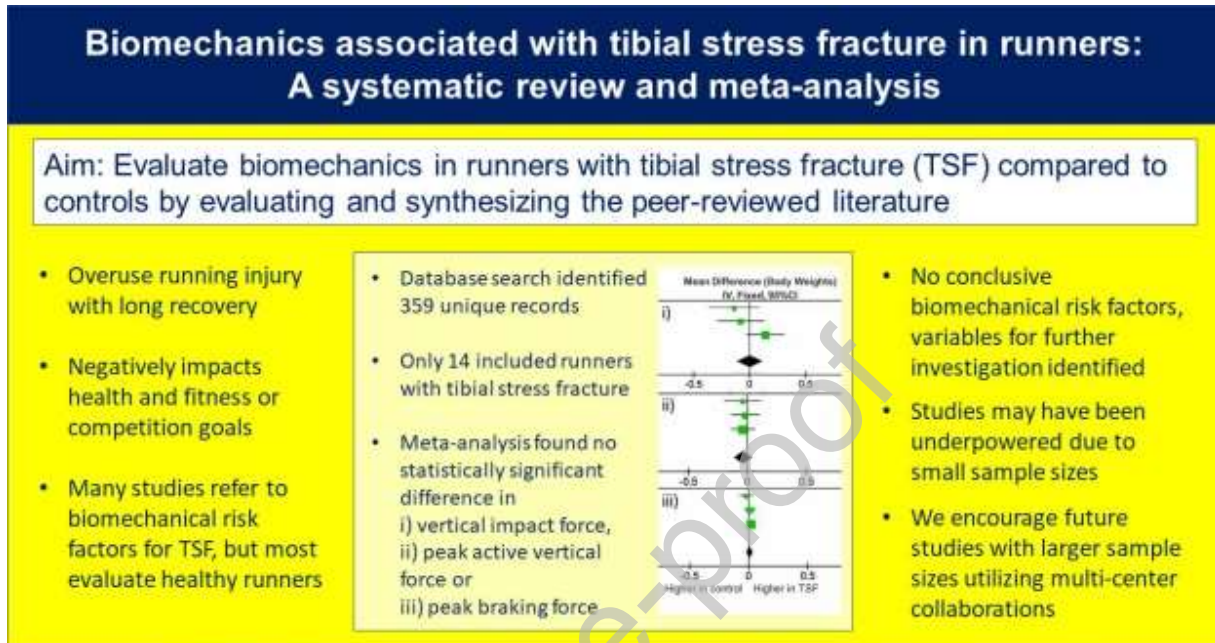 Biomechanics associated with tibial stress fracture in runners:
A systematic review and meta-analysis
Aim: Evaluate biomechanics in runners with tibial stress fracture (TSF) compared to
controls by evaluating and synthesizing the peer-reviewed literature
• Overuse running injury
with long recovery
• Negatively impacts
health and fitness or
competition goals
• Many studies refer to
biomechanical risk
factors for TSF, but most
evaluate healthy runners
• Database search identified
359 unique records
• Only 14 included runners
with tibial stress fracture
• Meta-analysis found no
statistically significant
difference in
i) vertical impact force,
ii) peak active vertical
force or
iii) peak braking force
Mean Difference (Body Weights)
IV, Fixed, 95%CI
i)
-0.5 0 0.5
ii)
-0.5 0 0.5
iii)
-0.5 0 0.5
Higher in control Higher in TSF
• No conclusive
biomechanical risk factors,
variables for further
investigation identified
• Studies may have been
underpowered due to
small sample sizes
• We encourage future
studies with larger sample
sizes utilizing multi-center
collaborations
e-proof